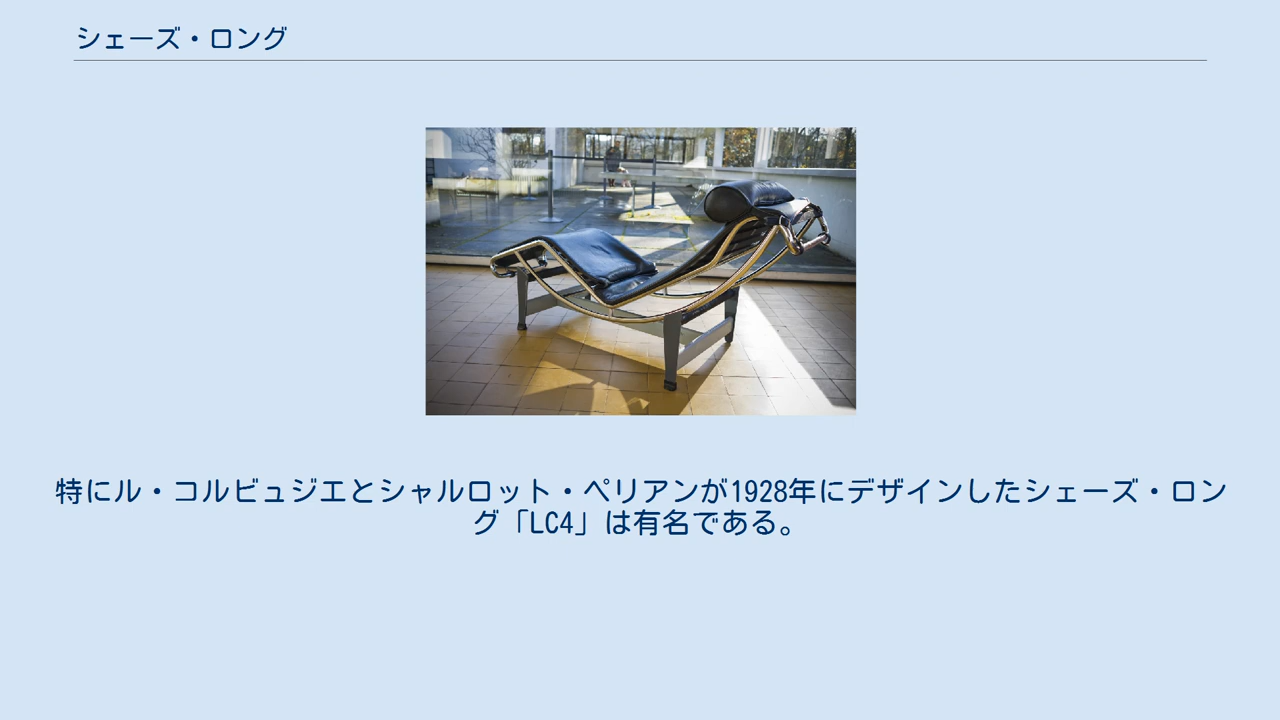 シェーズ・ロング
特にル・コルビュジエとシャルロット・ペリアンが1928年にデザインしたシェーズ・ロン
グ「LC4」は有名である。